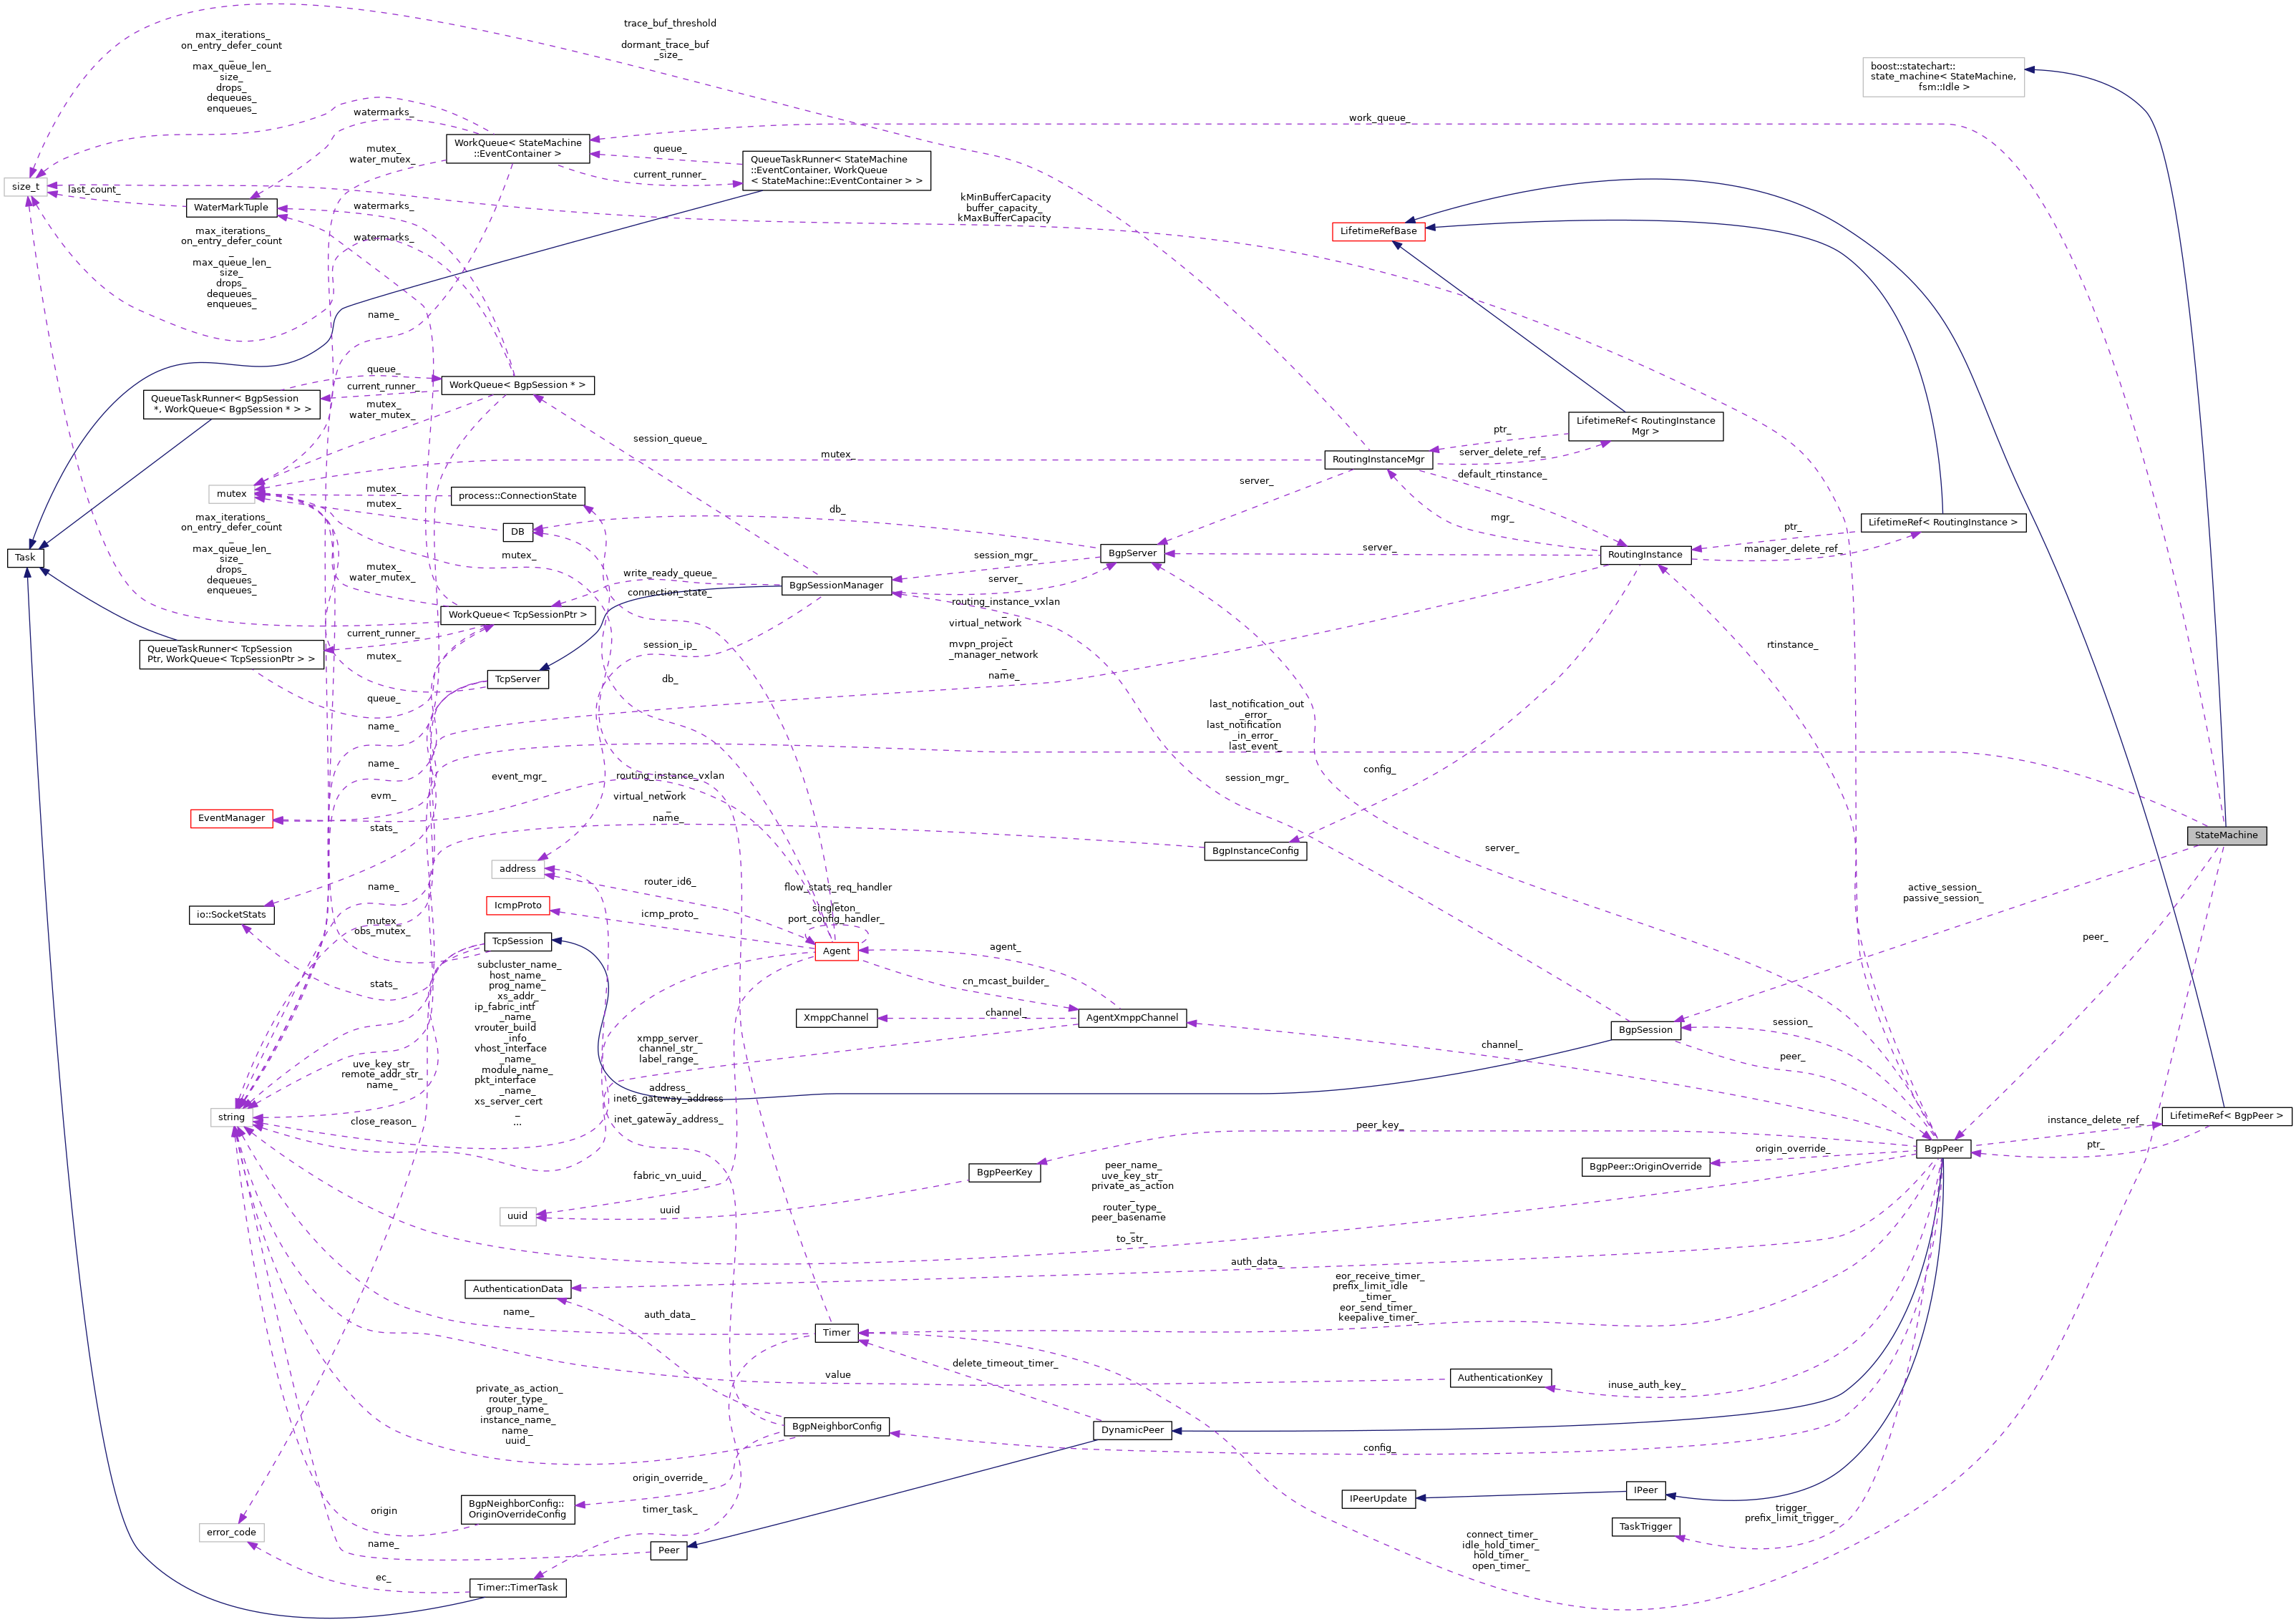 trace_buf_threshold
_
dormant_trace_buf
_size_
max_iterations_
on_entry_defer_count
_
max_queue_len_
size_
drops_
dequeues_
enqueues_
boost::statechart::
state_machine< StateMachine,
fsm::Idle >
watermarks_
work_queue_
WorkQueue< StateMachine
::EventContainer >
mutex_
water_mutex_
queue_
current_runner_
QueueTaskRunner< StateMachine
::EventContainer, WorkQueue
< StateMachine::EventContainer > >
size_t
last_count_
WaterMarkTuple
watermarks_
kMinBufferCapacity
buffer_capacity_
kMaxBufferCapacity
LifetimeRefBase
max_iterations_
on_entry_defer_count
_
max_queue_len_
size_
drops_
dequeues_
enqueues_
watermarks_
name_
queue_
current_runner_
WorkQueue< BgpSession * >
QueueTaskRunner< BgpSession
*, WorkQueue< BgpSession * > >
mutex_
water_mutex_
session_queue_
LifetimeRef< RoutingInstance
Mgr >
ptr_
server_delete_ref_
RoutingInstanceMgr
mutex_
default_rtinstance_
server_
mutex
mutex_
process::ConnectionState
mutex_
DB
db_
mgr_
LifetimeRef< RoutingInstance >
ptr_
manager_delete_ref_
max_iterations_
on_entry_defer_count
_
max_queue_len_
size_
drops_
dequeues_
enqueues_
Task
mutex_
BgpServer
server_
RoutingInstance
session_mgr_
server_
mutex_
water_mutex_
write_ready_queue_
BgpSessionManager
connection_state_
WorkQueue< TcpSessionPtr >
routing_instance_vxlan
_
virtual_network
_
mvpn_project
_manager_network
_
name_
current_runner_
QueueTaskRunner< TcpSession
Ptr, WorkQueue< TcpSessionPtr > >
mutex_
session_ip_
rtinstance_
TcpServer
db_
queue_
name_
last_notification_out
_error_
last_notification
_in_error_
last_event_
name_
event_mgr_
routing_instance_vxlan
_
virtual_network
_
name_
session_mgr_
config_
evm_
EventManager
stats_
StateMachine
BgpInstanceConfig
server_
address
router_id6_
flow_stats_req_handler
_
singleton_
port_config_handler_
name_
active_session_
passive_session_
io::SocketStats
IcmpProto
icmp_proto_
mutex_
obs_mutex_
TcpSession
Agent
agent_
peer_
subcluster_name_
host_name_
prog_name_
xs_addr_
ip_fabric_intf
_name_
vrouter_build
_info_
vhost_interface
_name_
module_name_
pkt_interface
_name_
xs_server_cert
_
...
stats_
cn_mcast_builder_
XmppChannel
channel_
AgentXmppChannel
BgpSession
session_
peer_
channel_
xmpp_server_
channel_str_
label_range_
uve_key_str_
remote_addr_str_
name_
string
address_
inet6_gateway_address
_
inet_gateway_address_
close_reason_
peer_key_
instance_delete_ref_
LifetimeRef< BgpPeer >
ptr_
BgpPeer
origin_override_
BgpPeer::OriginOverride
BgpPeerKey
fabric_vn_uuid_
peer_name_
uve_key_str_
private_as_action
_
router_type_
peer_basename
_
to_str_
uuid
uuid
AuthenticationData
auth_data_
eor_receive_timer_
prefix_limit_idle
_timer_
eor_send_timer_
keepalive_timer_
name_
auth_data_
Timer
delete_timeout_timer_
value
AuthenticationKey
inuse_auth_key_
private_as_action_
router_type_
group_name_
instance_name_
name_
uuid_
BgpNeighborConfig
DynamicPeer
config_
origin_override_
BgpNeighborConfig::
OriginOverrideConfig
origin
timer_task_
IPeerUpdate
IPeer
TaskTrigger
trigger_
prefix_limit_trigger_
error_code
name_
Peer
connect_timer_
idle_hold_timer_
hold_timer_
open_timer_
ec_
Timer::TimerTask